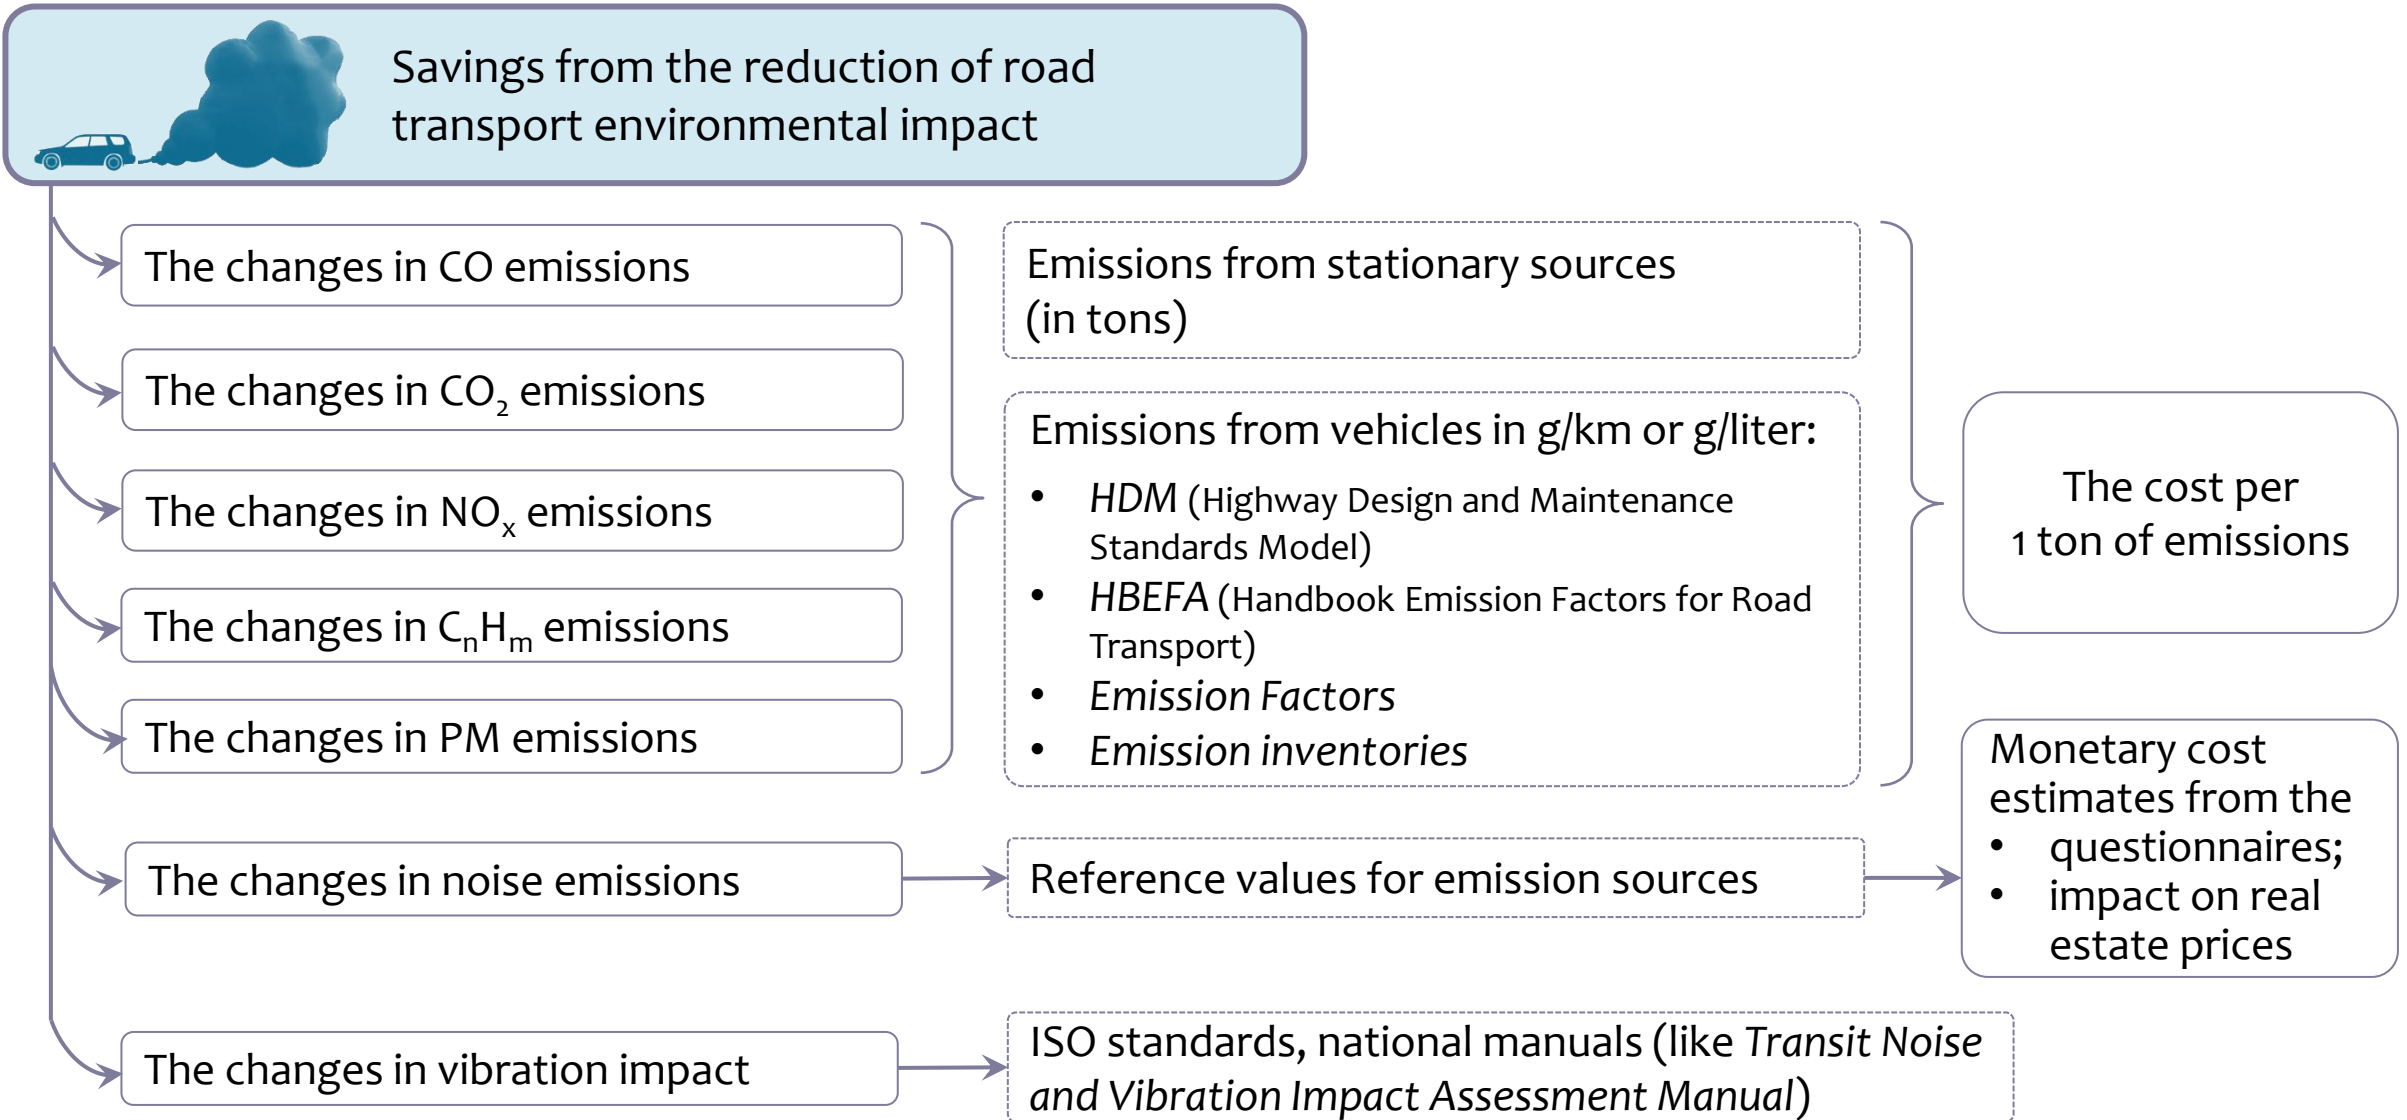 Savings from the reduction of road
transport environmental impact
The changes in CO emissions
The changes in CO₂ emissions
The changes in NOₓ emissions
The changes in CₙHₘ emissions
The changes in PM emissions
The changes in noise emissions
The changes in vibration impact
Emissions from stationary sources
(in tons)
Emissions from vehicles in g/km or g/liter:
• HDM (Highway Design and Maintenance
Standards Model)
• HBEFA (Handbook Emission Factors for Road
Transport)
• Emission Factors
• Emission inventories
Reference values for emission sources
ISO standards, national manuals (like Transit Noise
and Vibration Impact Assessment Manual)
The cost per
1 ton of emissions
Monetary cost
estimates from the
• questionnaires;
• impact on real
estate prices